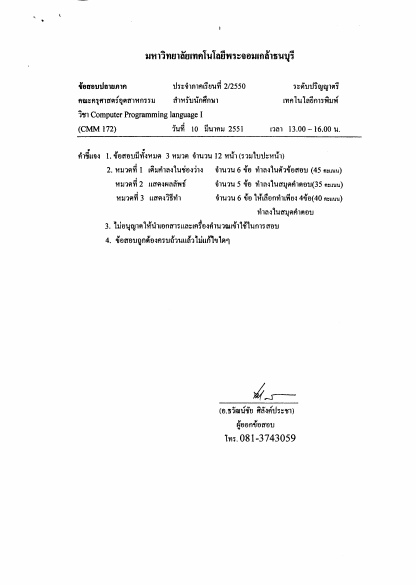 มหาวิทยาลัยเทคโนโลยีพระจอมเกล้าธนบุรี
ข้อสอบปลายภาค ประจำภาคเรียนที่ 2/2550 ระดับปริญญาตรี
คณะครุศาสตร์อุตสาหกรรม สำหรับนักศึกษา เทคโนโลยีการพิมพ์
วิชา Computer Programming language I
(CMM 172) วันที่ 10 มีนาคม 2551 เวลา 13.00 – 16.00 น.
คำชี้แจง 1. ข้อสอบมีทั้งหมด 3 หมวด จำนวน 12 หน้า (รวมใบปะหน้า)
2. หมวดที่ 1 เติมคำลงในช่องว่าง จำนวน 6 ข้อ ทำลงในตัวข้อสอบ (45 คะแนน)
หมวดที่ 2 แสดงผลลัพธ์ จำนวน 5 ข้อ ทำลงในสมุดคำตอบ(35 คะแนน)
หมวดที่ 3 แสดงวิธีทำ จำนวน 6 ข้อ ให้เลือกทำเพียง 4ข้อ(40 คะแนน)
ทำลงในสมุดคำตอบ
3. ไม่อนุญาตให้นำเอกสารและเครื่องคำนวณเข้าใช้ในการสอบ
4. ข้อสอบถูกต้องครบถ้วนแล้วไม่แก้ไขใดๆ
ผู้ออกข้อสอบ
โทร. 081-3743059